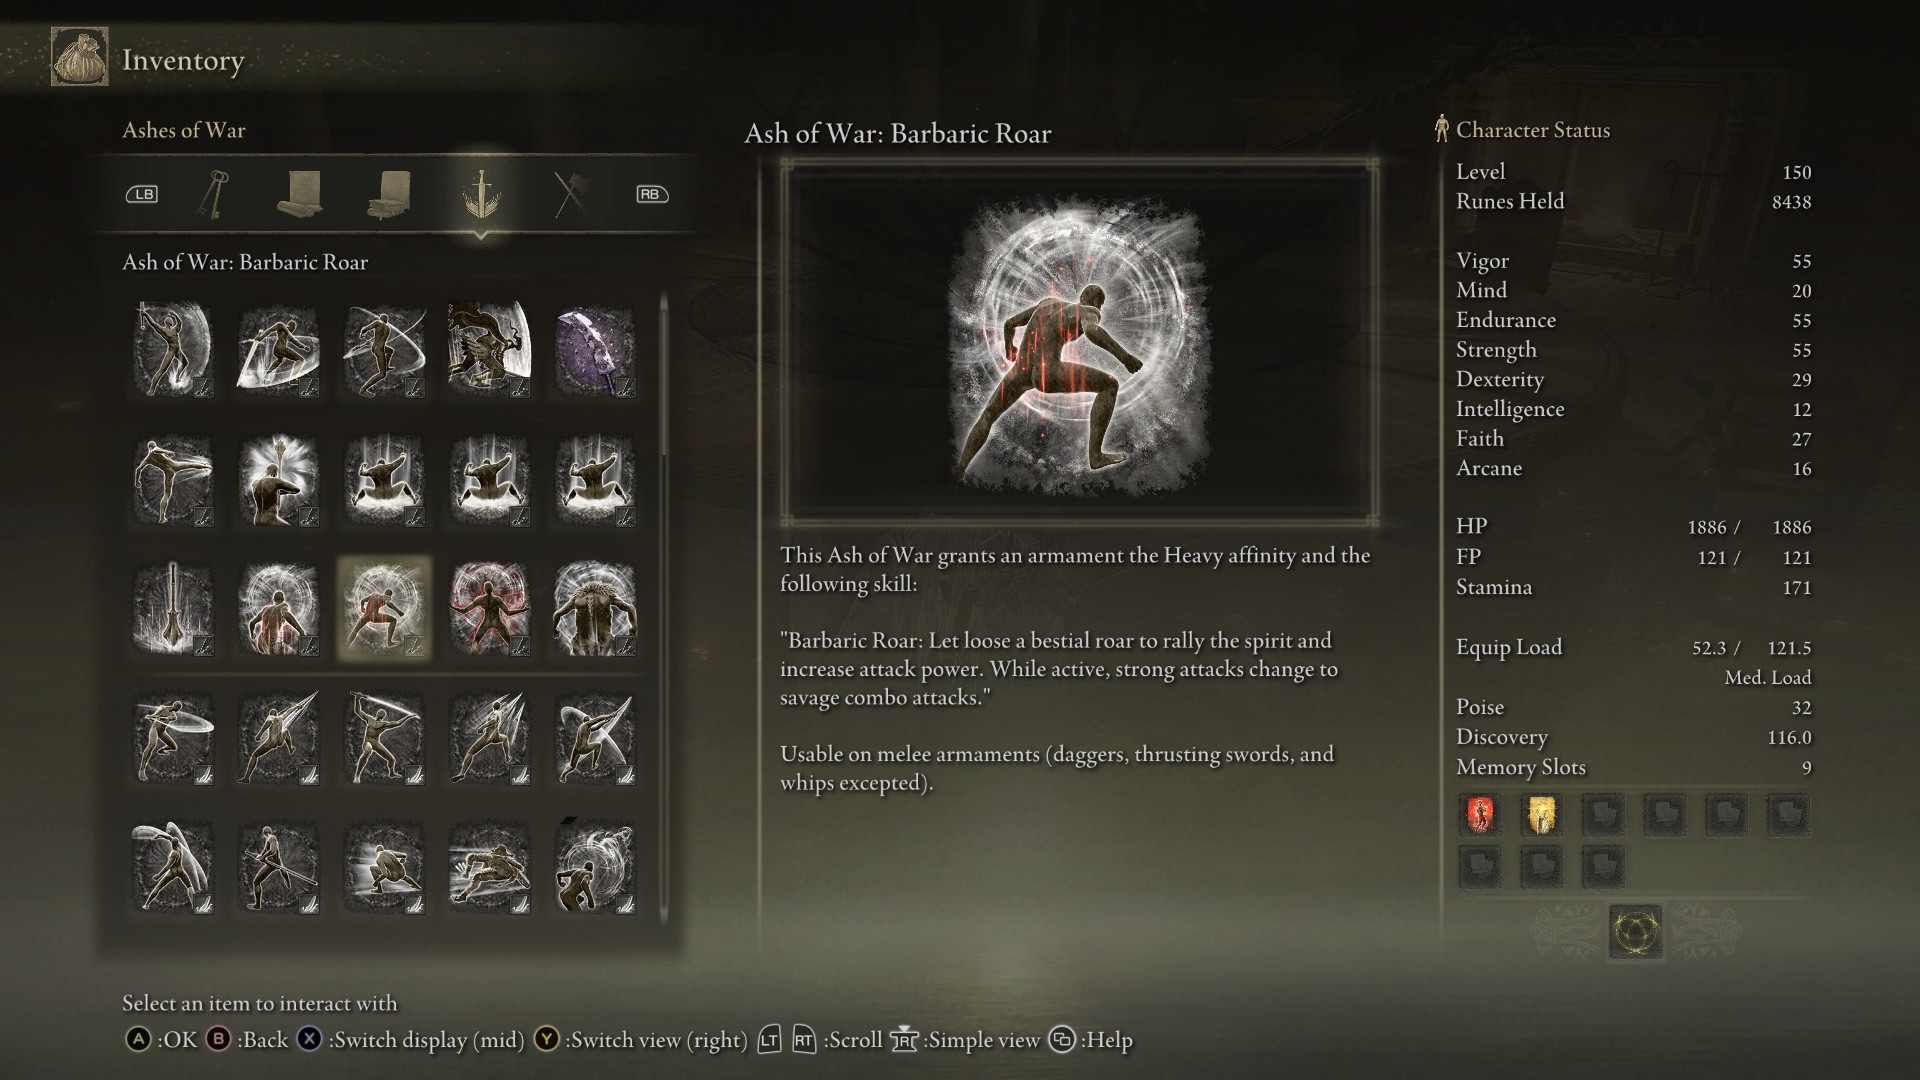 Inventory
Ashes of War
LB
RB
Ash of War: Barbaric Roar
Ash of War: Barbaric Roar
This Ash of War grants an armament the Heavy affinity and the
following skill:
"Barbaric Roar: Let loose a bestial roar to rally the spirit and
increase attack power. While active, strong attacks change to
savage combo attacks."
Usable on melee armaments (daggers, thrusting swords, and
whips excepted).
Character Status
Level 150
Runes Held 8438
Vigor 55
Mind 20
Endurance 55
Strength 55
Dexterity 29
Intelligence 12
Faith 27
Arcane 16
HP 1886 / 1886
FP 121 / 121
Stamina 171
Equip Load 52.3 / 121.5
Med. Load
Poise 32
Discovery 116.0
Memory Slots 9
Select an item to interact with
A :OK B :Back X :Switch display (mid) Y :Switch view (right) LT RT :Scroll R :Simple view :Help